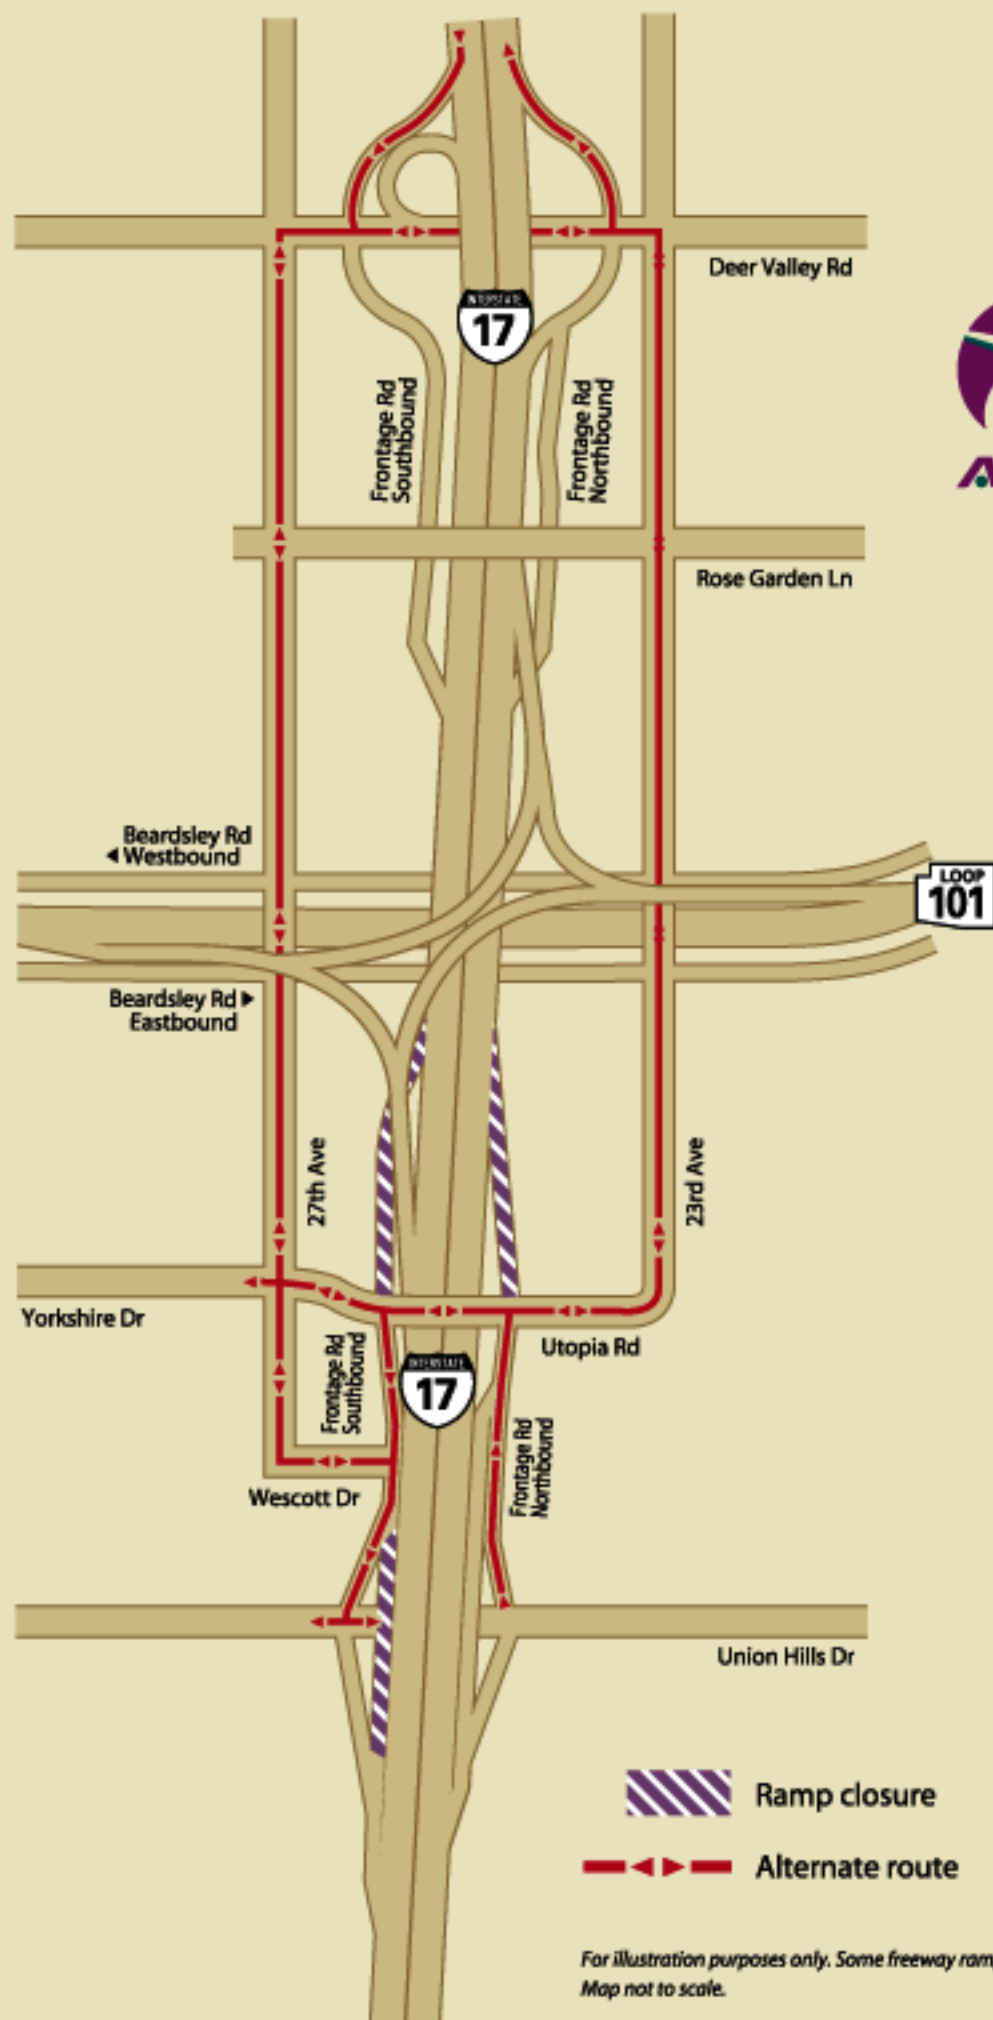 Deer Valley Rd
INTERSTATE
17
Frontage Rd
Southbound
Frontage Rd
Northbound
Rose Garden Ln
Beardsley Rd
Westbound
LOOP
101
Beardsley Rd
Eastbound
27th Ave
23rd Ave
Yorkshire Dr
Utopia Rd
Frontage Rd
Southbound
INTERSTATE
17
Frontage Rd
Northbound
Wescott Dr
Union Hills Dr
Ramp closure
Alternate route
For illustration purposes only. Some freeway
Map not to scale.